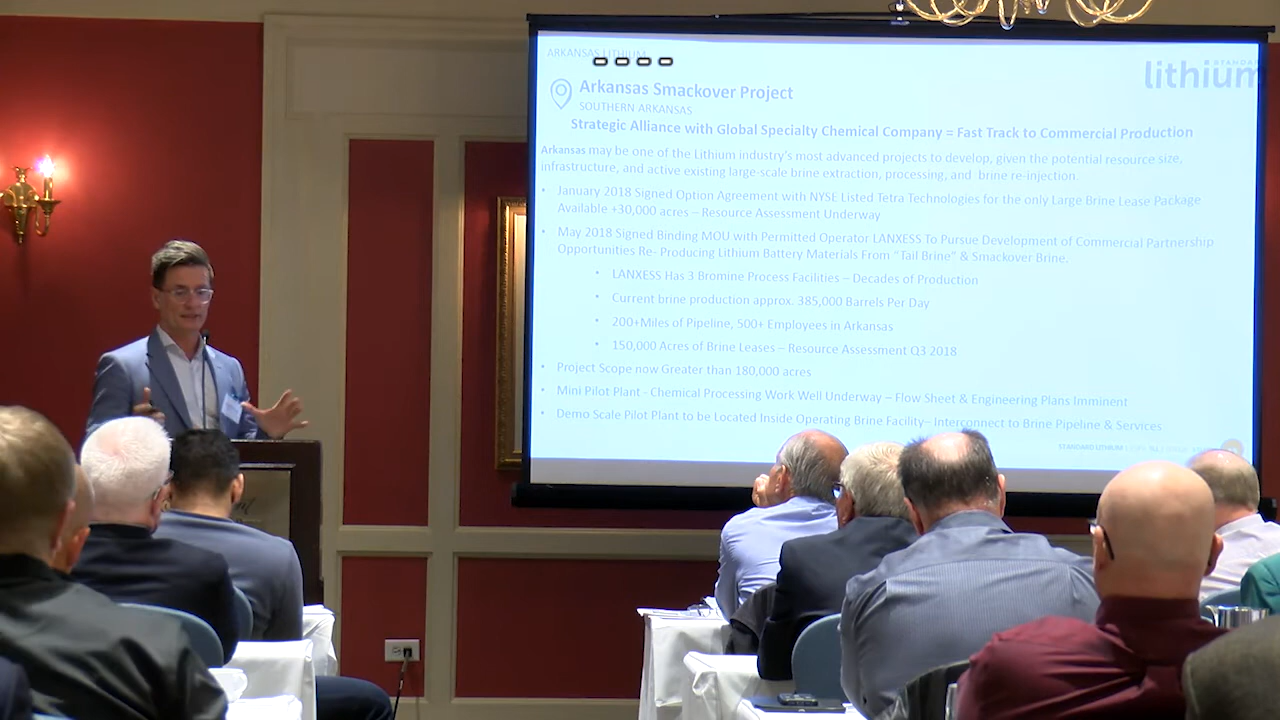 ARKANSAS LITHIUM
STANDARD
lithium
Arkansas Smackover Project
SOUTHERN ARKANSAS
Strategic Alliance with Global Specialty Chemical Company = Fast Track to Commercial Production
Arkansas may be one of the Lithium industry's most advanced projects to develop, given the potential resource size,
infrastructure, and active existing large-scale brine extraction, processing, and brine re-injection.
• January 2018 Signed Option Agreement with NYSE Listed Tetra Technologies for the only Large Brine Lease Package
Available +30,000 acres – Resource Assessment Underway
• May 2018 Signed Binding MOU with Permitted Operator LANXESS To Pursue Development of Commercial Partnership
Opportunities Re- Producing Lithium Battery Materials From "Tail Brine" & Smackover Brine.
• LANXESS Has 3 Bromine Process Facilities – Decades of Production
• Current brine production approx. 385,000 Barrels Per Day
• 200+Miles of Pipeline, 500+ Employees in Arkansas
• 150,000 Acres of Brine Leases – Resource Assessment Q3 2018
• Project Scope now Greater than 180,000 acres
• Mini Pilot Plant - Chemical Processing Work Well Underway – Flow Sheet & Engineering Plans Imminent
• Demo Scale Pilot Plant to be Located Inside Operating Brine Facility– Interconnect to Brine Pipeline & Services
STANDARD LITHIUM